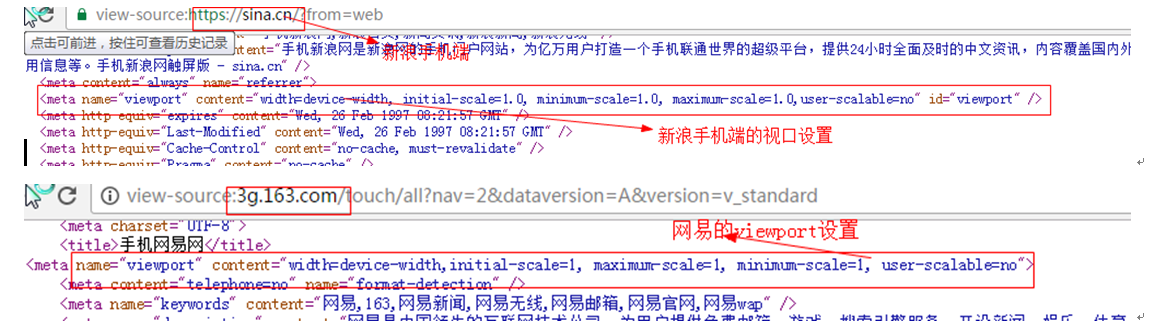 view-source:https://sina.cn/?from=web
点击可前进，按住可查看历史记录
新浪手机端
content="手机新浪网是新浪网的手机门户网站，为亿万用户打造一个手机联通世界的超级平台，提供24小时全面及时的中文资讯，内容覆盖国内外
用信息等。手机新浪网触屏版 - sina.cn" />
<meta content="always" name="referrer">
<meta name="viewport" content="width=device-width, initial-scale=1.0, minimum-scale=1.0, maximum-scale=1.0,user-scalable=no" id="viewport" />
<meta http-equiv="expires" content="Wed, 26 Feb 1997 08:21:57 GMT" />
<meta http-equiv="Last-Modified" content="Wed, 26 Feb 1997 08:21:57 GMT" />
新浪手机端的视口设置
<meta http-equiv="Cache-Control" content="no-cache, must-revalidate" />
<meta http-equiv="Pragma" content="no-cache" />
view-source:3g.163.com/touch/all?nav=2&dataversion=A&version=v_standard
<meta charset="UTF-8">
网易的viewport设置
<title>手机网易网</title>
<meta name="viewport" content="width=device-width,initial-scale=1, maximum-scale=1, minimum-scale=1, user-scalable=no">
<meta content="telephone=no" name="format-detection" />
<meta name="keywords" content="网易,163,网易新闻,网易无线,网易邮箱,网易官网,网易wap" />